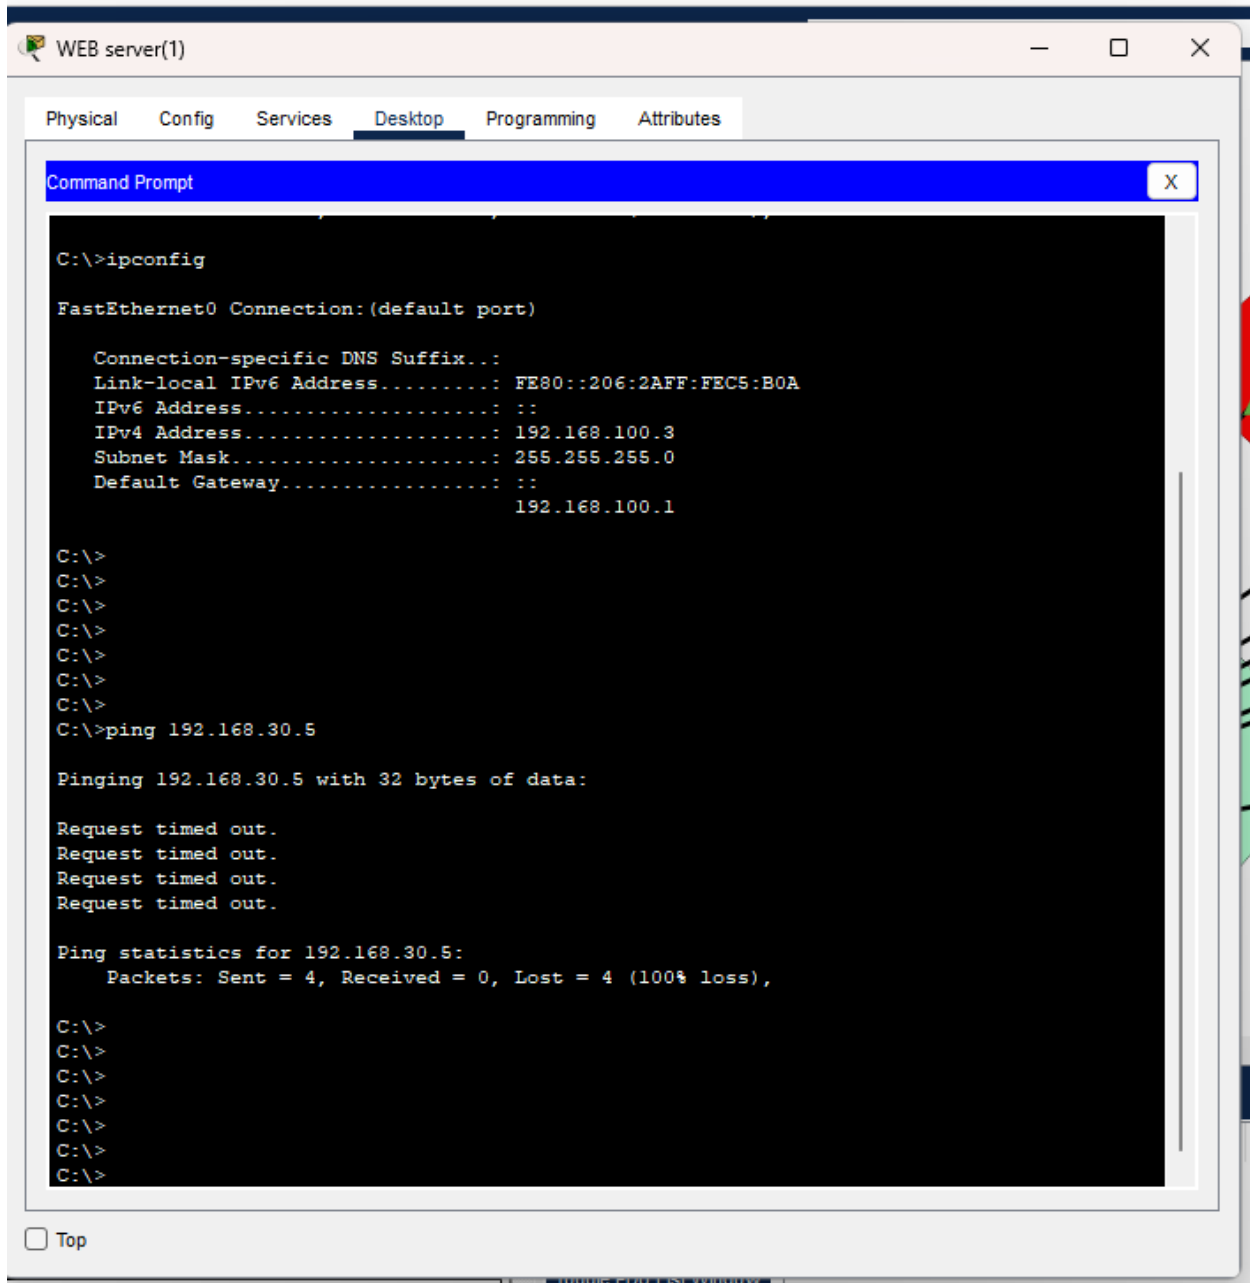 WEB server(1)
Physical Config Services Desktop Programming Attributes
Command Prompt
X
C:\>ipconfig
FastEthernet0 Connection:(default port)
Connection-specific DNS Suffix..:
Link-local IPv6 Address.........: FE80::206:2AFF:FEC5:B0A
IPv6 Address....................: ::
IPv4 Address....................: 192.168.100.3
Subnet Mask.....................: 255.255.255.0
Default Gateway.................: ::
192.168.100.1
C:\>
C:\>
C:\>
C:\>
C:\>
C:\>
C:\>
C:\>ping 192.168.30.5
Pinging 192.168.30.5 with 32 bytes of data:
Request timed out.
Request timed out.
Request timed out.
Request timed out.
Ping statistics for 192.168.30.5:
Packets: Sent = 4, Received = 0, Lost = 4 (100% loss),
C:\>
C:\>
C:\>
C:\>
C:\>
C:\>
C:\>
Top